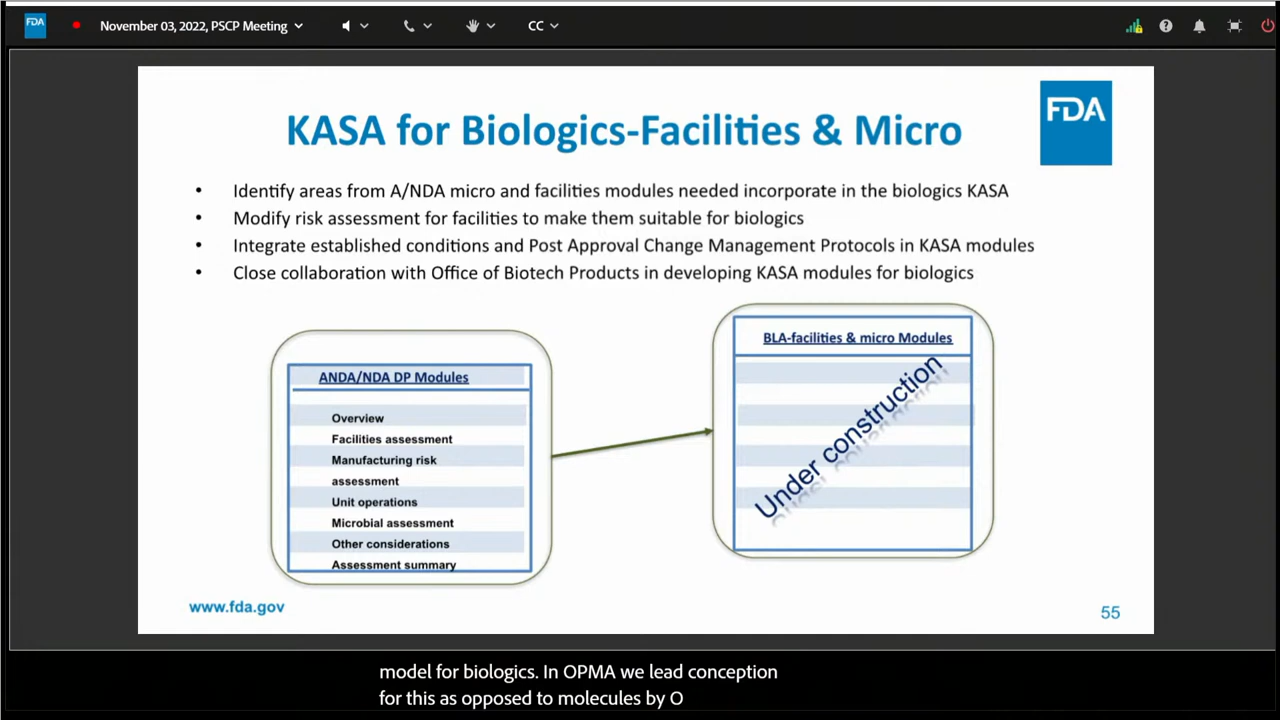 FDA
November 03, 2022, PSCP Meeting
CC
KASA for Biologics-Facilities & Micro
FDA
• Identify areas from A/NDA micro and facilities modules needed incorporate in the biologics KASA
• Modify risk assessment for facilities to make them suitable for biologics
• Integrate established conditions and Post Approval Change Management Protocols in KASA modules
• Close collaboration with Office of Biotech Products in developing KASA modules for biologics
ANDA/NDA DP Modules
Overview
Facilities assessment
Manufacturing risk
assessment
Unit operations
Microbial assessment
Other considerations
Assessment summary
BLA-facilities & micro Modules
Under construction
www.fda.gov
55
model for biologics. In OPMA we lead conception
for this as opposed to molecules by O